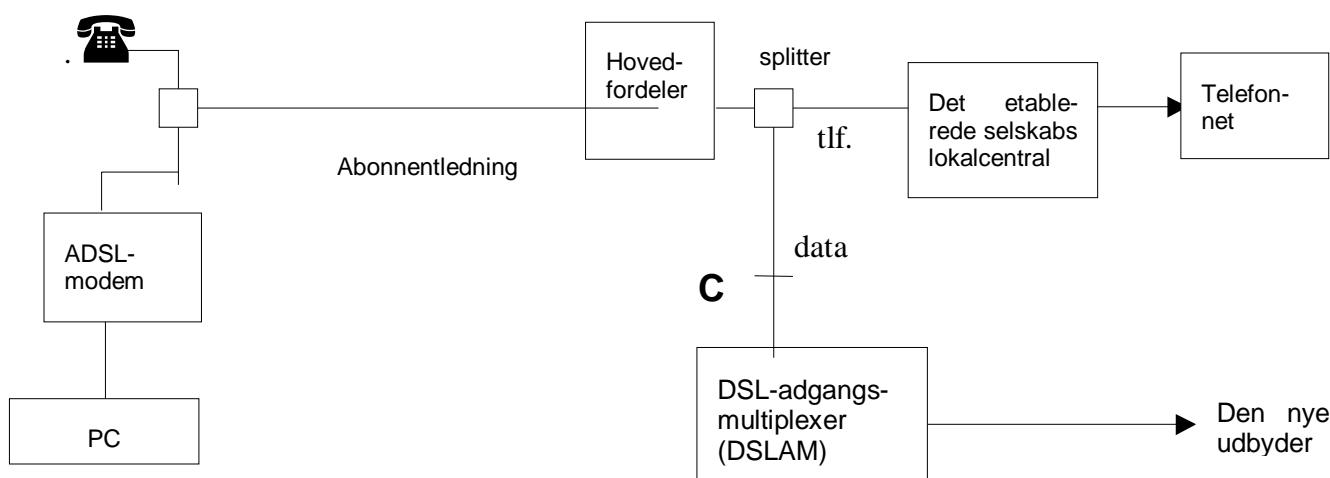 .
Hoved-
fordeler
splitter
Det etable-
rede selskabs
lokalcentral
Telefon-
net
tlf.
Abonnentledning
ADSL-
modem
data
C
PC
DSL-adgangs-
multiplexer
(DSLAM)
Den nye
udbyder